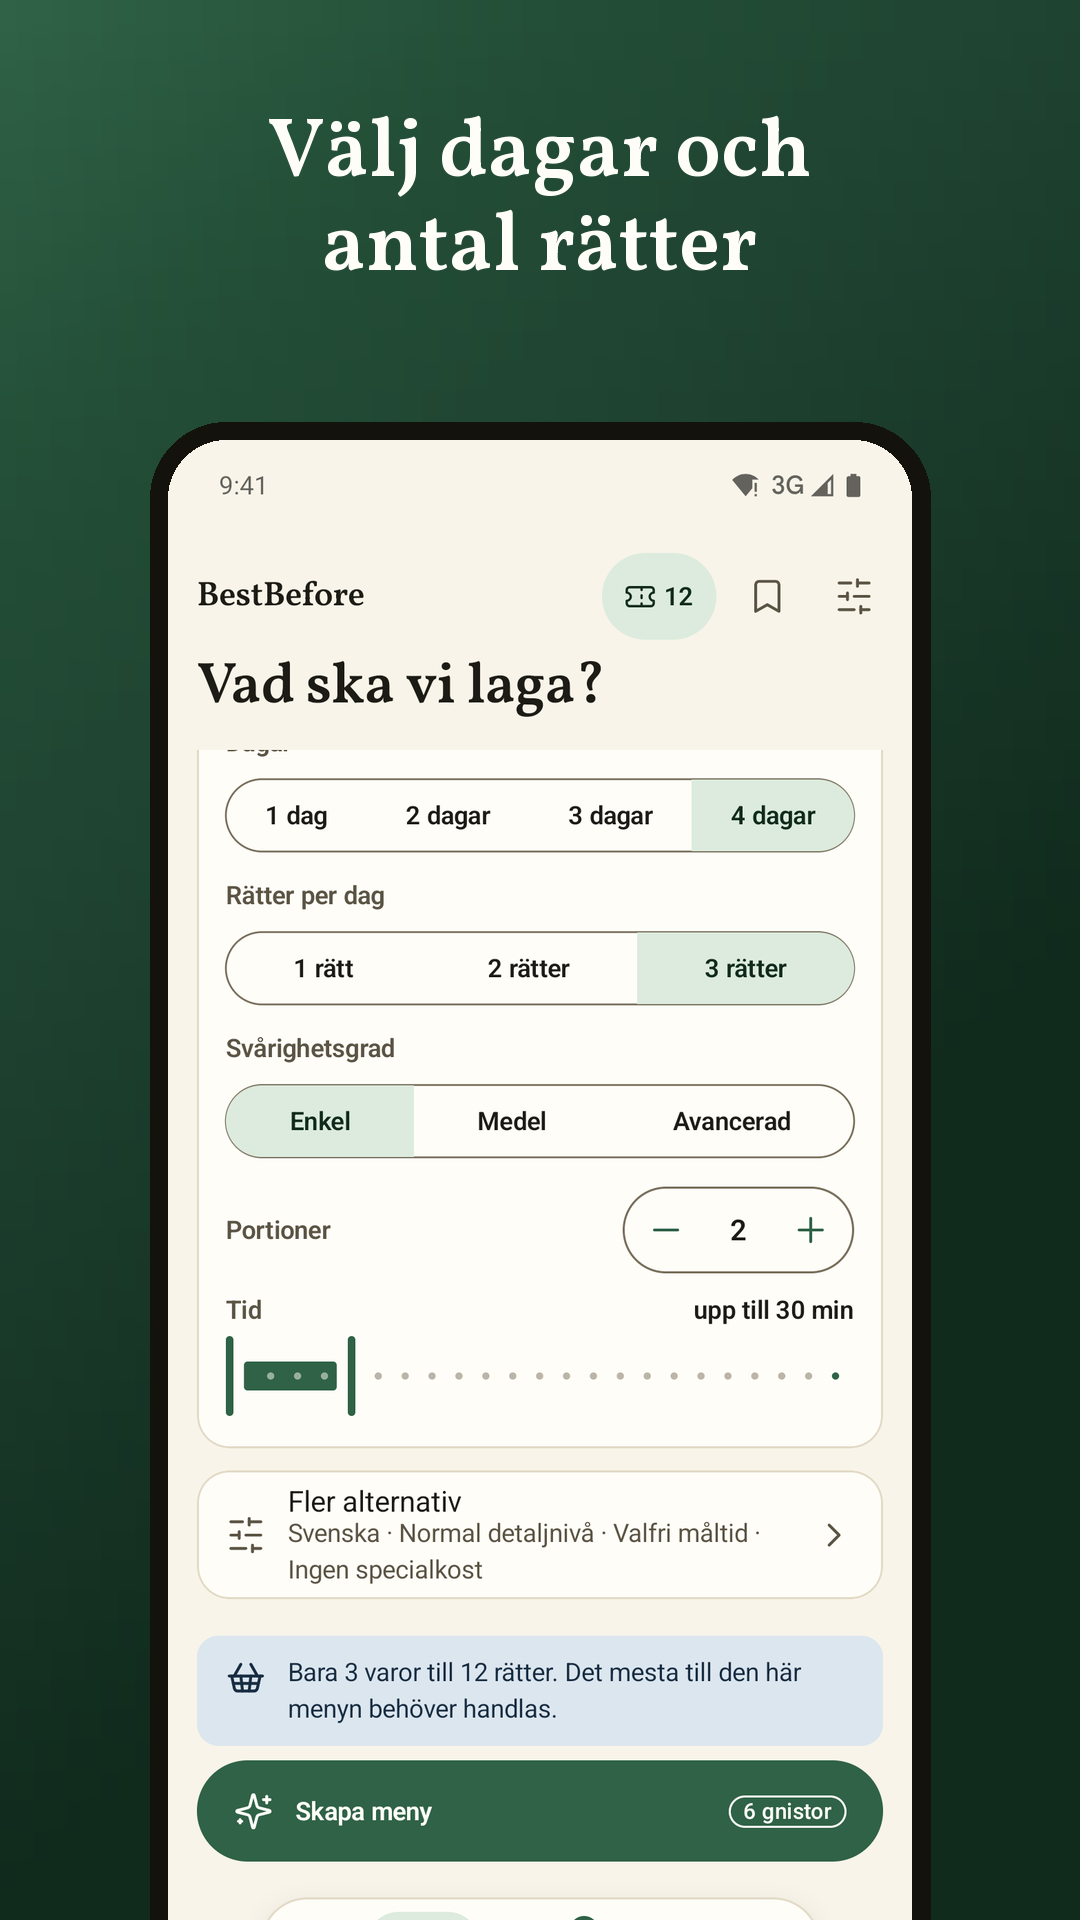 Välj dagar och
antal rätter
9:41
3G
BestBefore
12
Vad ska vi laga?
Dagar
1 dag
2 dagar
3 dagar
4 dagar
Rätter per dag
1 rätt
2 rätter
3 rätter
Svårighetsgrad
Enkel
Medel
Avancerad
Portioner
2
Tid
upp till 30 min
Fler alternativ
Svenska · Normal detaljnivå · Valfri måltid ·
Ingen specialkost
Bara 3 varor till 12 rätter. Det mesta till den här
menyn behöver handlas.
Skapa meny
6 gnistor